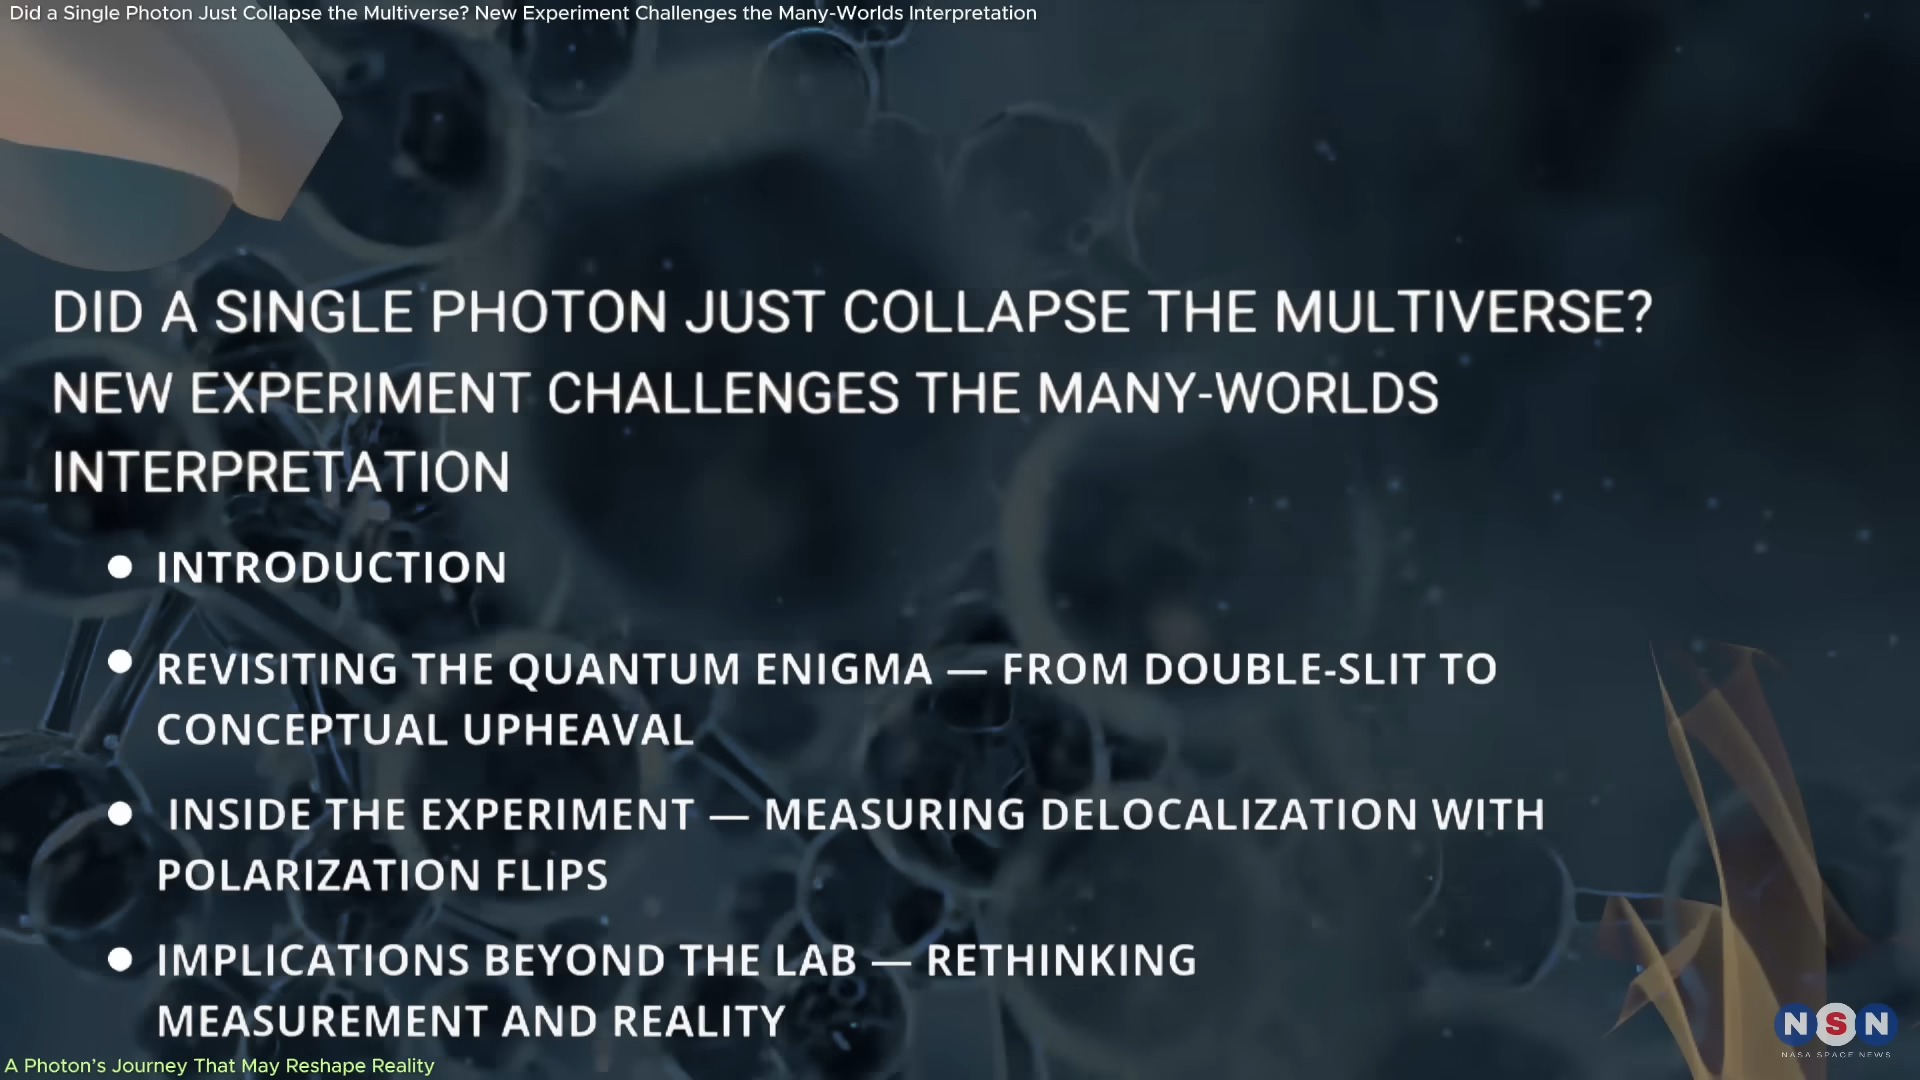 Did a Single Photon Just Collapse the Multiverse? New Experiment Challenges the Many-Worlds Interpretation
DID A SINGLE PHOTON JUST COLLAPSE THE MULTIVERSE?
NEW EXPERIMENT CHALLENGES THE MANY-WORLDS
INTERPRETATION
● INTRODUCTION
● REVISITING THE QUANTUM ENIGMA — FROM DOUBLE-SLIT TO
CONCEPTUAL UPHEAVAL
● INSIDE THE EXPERIMENT — MEASURING DELOCALIZATION WITH
POLARIZATION FLIPS
● IMPLICATIONS BEYOND THE LAB — RETHINKING
MEASUREMENT AND REALITY
NSN
NASA SPACE NEWS
A Photon’s Journey That May Reshape Reality